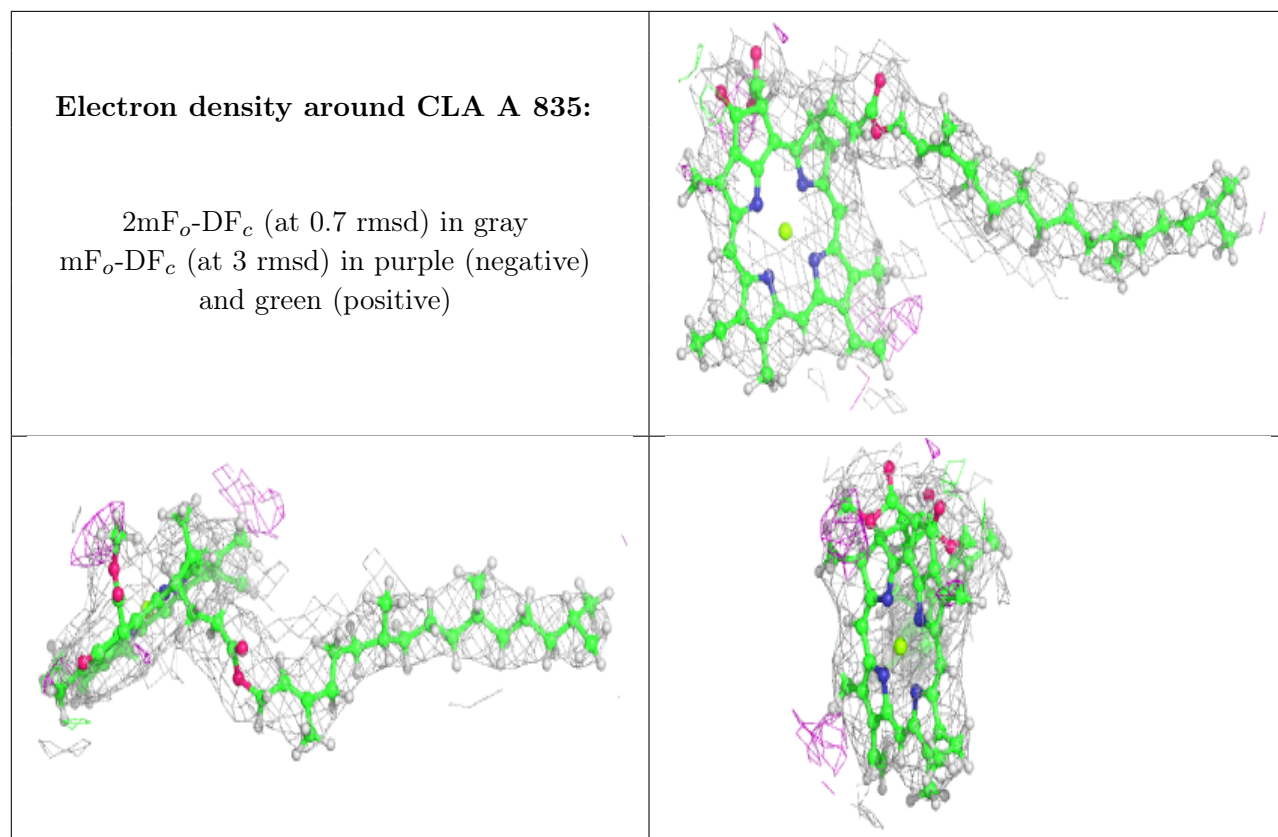 Electron density around CLA A 835:
2mFo-DFc (at 0.7 rmsd) in gray
mFo-DFc (at 3 rmsd) in purple (negative)
and green (positive)